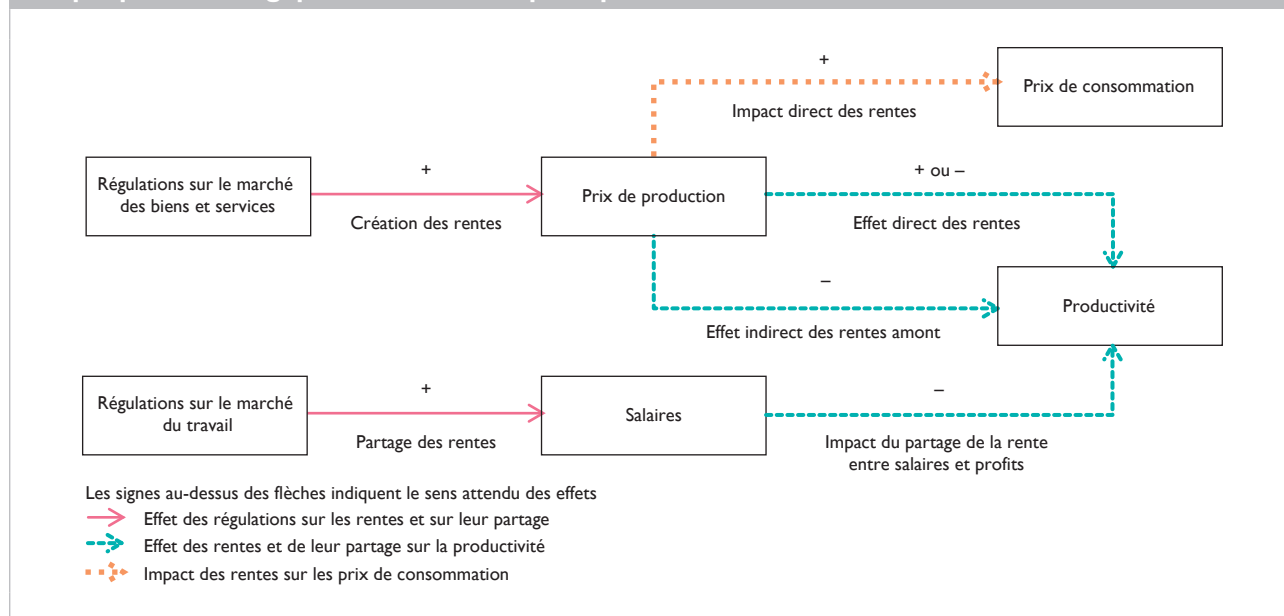 +
Prix de consommation
Impact direct des rentes
Régulations sur le marché
des biens et services
+
Création des rentes
Prix de production
+ ou –
Effet direct des rentes
–
Effet indirect des rentes amont
Productivité
Régulations sur le marché
du travail
+
Partage des rentes
Salaires
–
Impact du partage de la rente
entre salaires et profits
Les signes au-dessus des flèches indiquent le sens attendu des effets
Effet des régulations sur les rentes et sur leur partage
Effet des rentes et de leur partage sur la productivité
Impact des rentes sur les prix de consommation